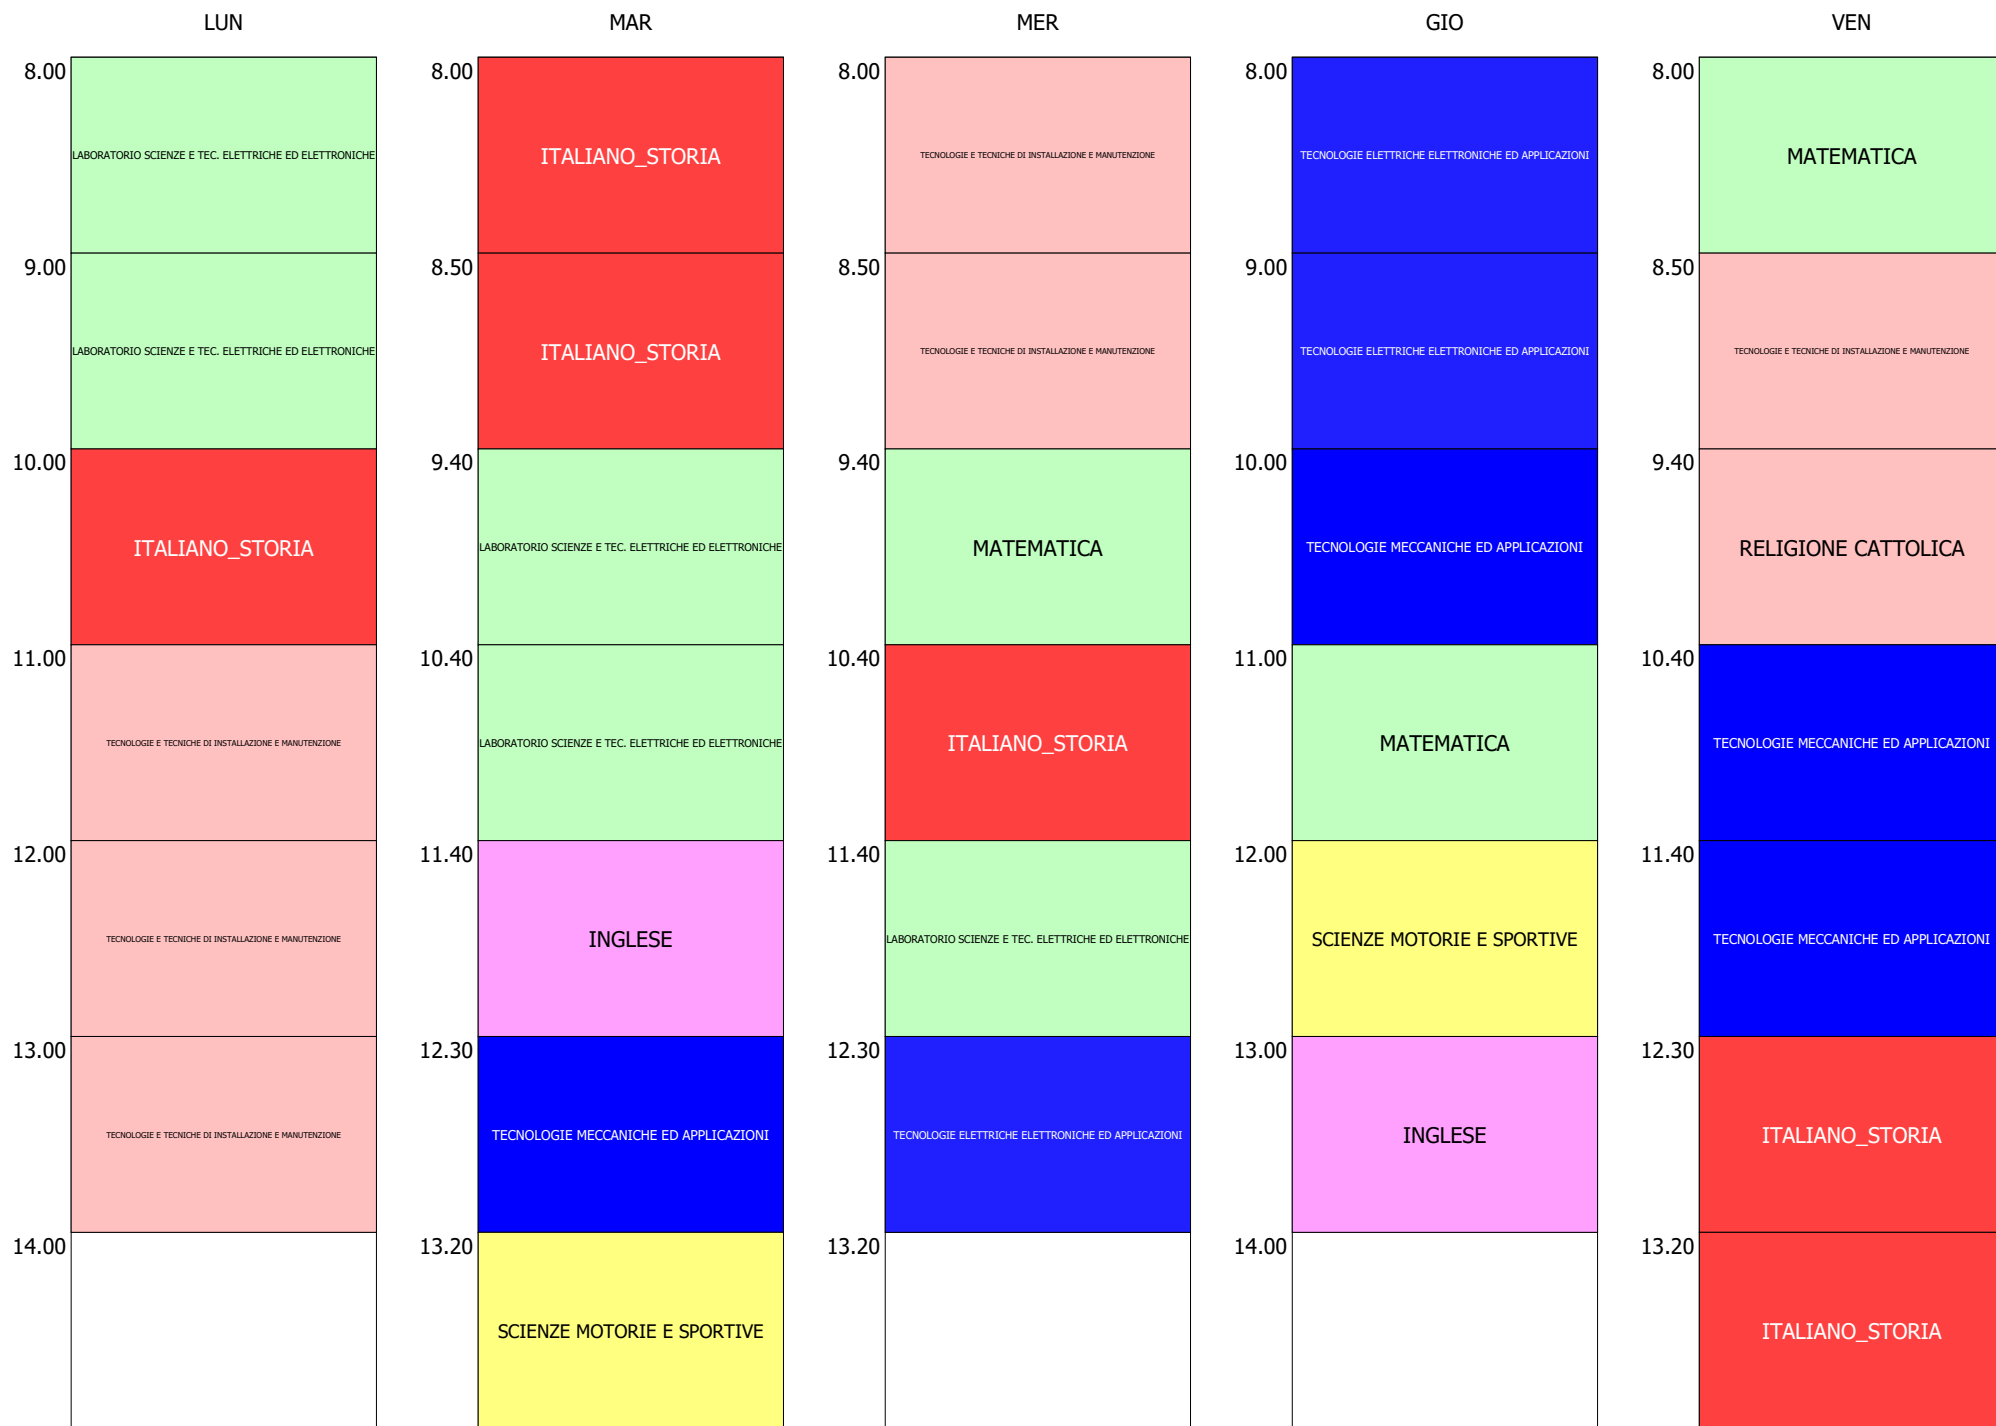 LUN MAR MER GIO VEN
8.00 LABORATORIO SCIENZE E TEC. ELETTRICHE ED ELETTRONICHE 8.00 ITALIANO_STORIA 8.00 TECNOLOGIE E TECNICHE DI INSTALLAZIONE E MANUTENZIONE 8.00 TECNOLOGIE ELETTRICHE ELETTRONICHE ED APPLICAZIONI 8.00 MATEMATICA
9.00 LABORATORIO SCIENZE E TEC. ELETTRICHE ED ELETTRONICHE 8.50 ITALIANO_STORIA 8.50 TECNOLOGIE E TECNICHE DI INSTALLAZIONE E MANUTENZIONE 9.00 TECNOLOGIE ELETTRICHE ELETTRONICHE ED APPLICAZIONI 8.50 TECNOLOGIE E TECNICHE DI INSTALLAZIONE E MANUTENZIONE
10.00 ITALIANO_STORIA 9.40 LABORATORIO SCIENZE E TEC. ELETTRICHE ED ELETTRONICHE 9.40 MATEMATICA 10.00 TECNOLOGIE MECCANICHE ED APPLICAZIONI 9.40 RELIGIONE CATTOLICA
11.00 TECNOLOGIE E TECNICHE DI INSTALLAZIONE E MANUTENZIONE 10.40 LABORATORIO SCIENZE E TEC. ELETTRICHE ED ELETTRONICHE 10.40 ITALIANO_STORIA 11.00 MATEMATICA 10.40 TECNOLOGIE MECCANICHE ED APPLICAZIONI
12.00 TECNOLOGIE E TECNICHE DI INSTALLAZIONE E MANUTENZIONE 11.40 INGLESE 11.40 LABORATORIO SCIENZE E TEC. ELETTRICHE ED ELETTRONICHE 12.00 SCIENZE MOTORIE E SPORTIVE 11.40 TECNOLOGIE MECCANICHE ED APPLICAZIONI
13.00 TECNOLOGIE E TECNICHE DI INSTALLAZIONE E MANUTENZIONE 12.30 TECNOLOGIE MECCANICHE ED APPLICAZIONI 12.30 TECNOLOGIE ELETTRICHE ELETTRONICHE ED APPLICAZIONI 13.00 INGLESE 12.30 ITALIANO_STORIA
14.00 13.20 SCIENZE MOTORIE E SPORTIVE 13.20 14.00 13.20 ITALIANO_STORIA